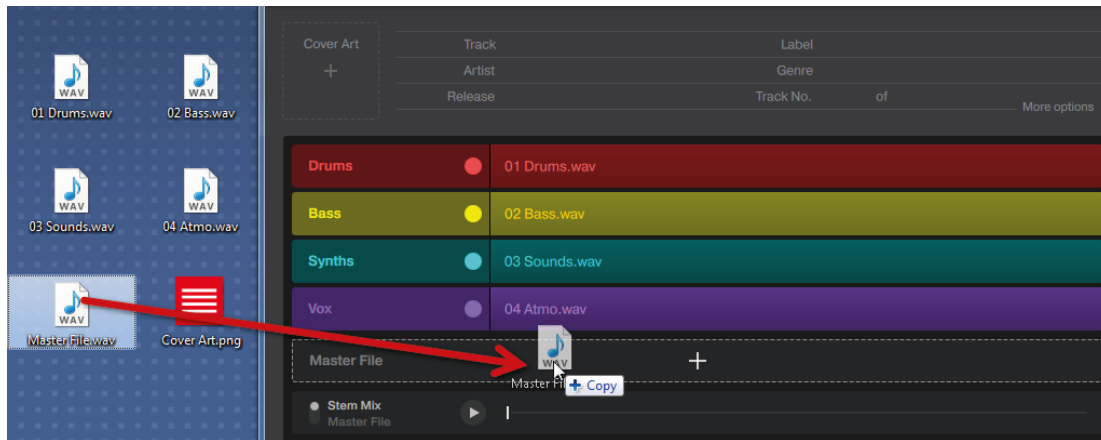 WAV
01 Drums.wav
WAV
02 Bass.wav
WAV
03 Sounds.wav
WAV
04 Atmo.wav
WAV
Master File.wav
Cover Art.png
Cover Art
Track
Label
Artist
Genre
Release
Track No. of
More options
Drums
01 Drums.wav
Bass
02 Bass.wav
Synths
03 Sounds.wav
Vox
04 Atmo.wav
Master File
WAV
Master Fil
Copy
Stem Mix
Master File